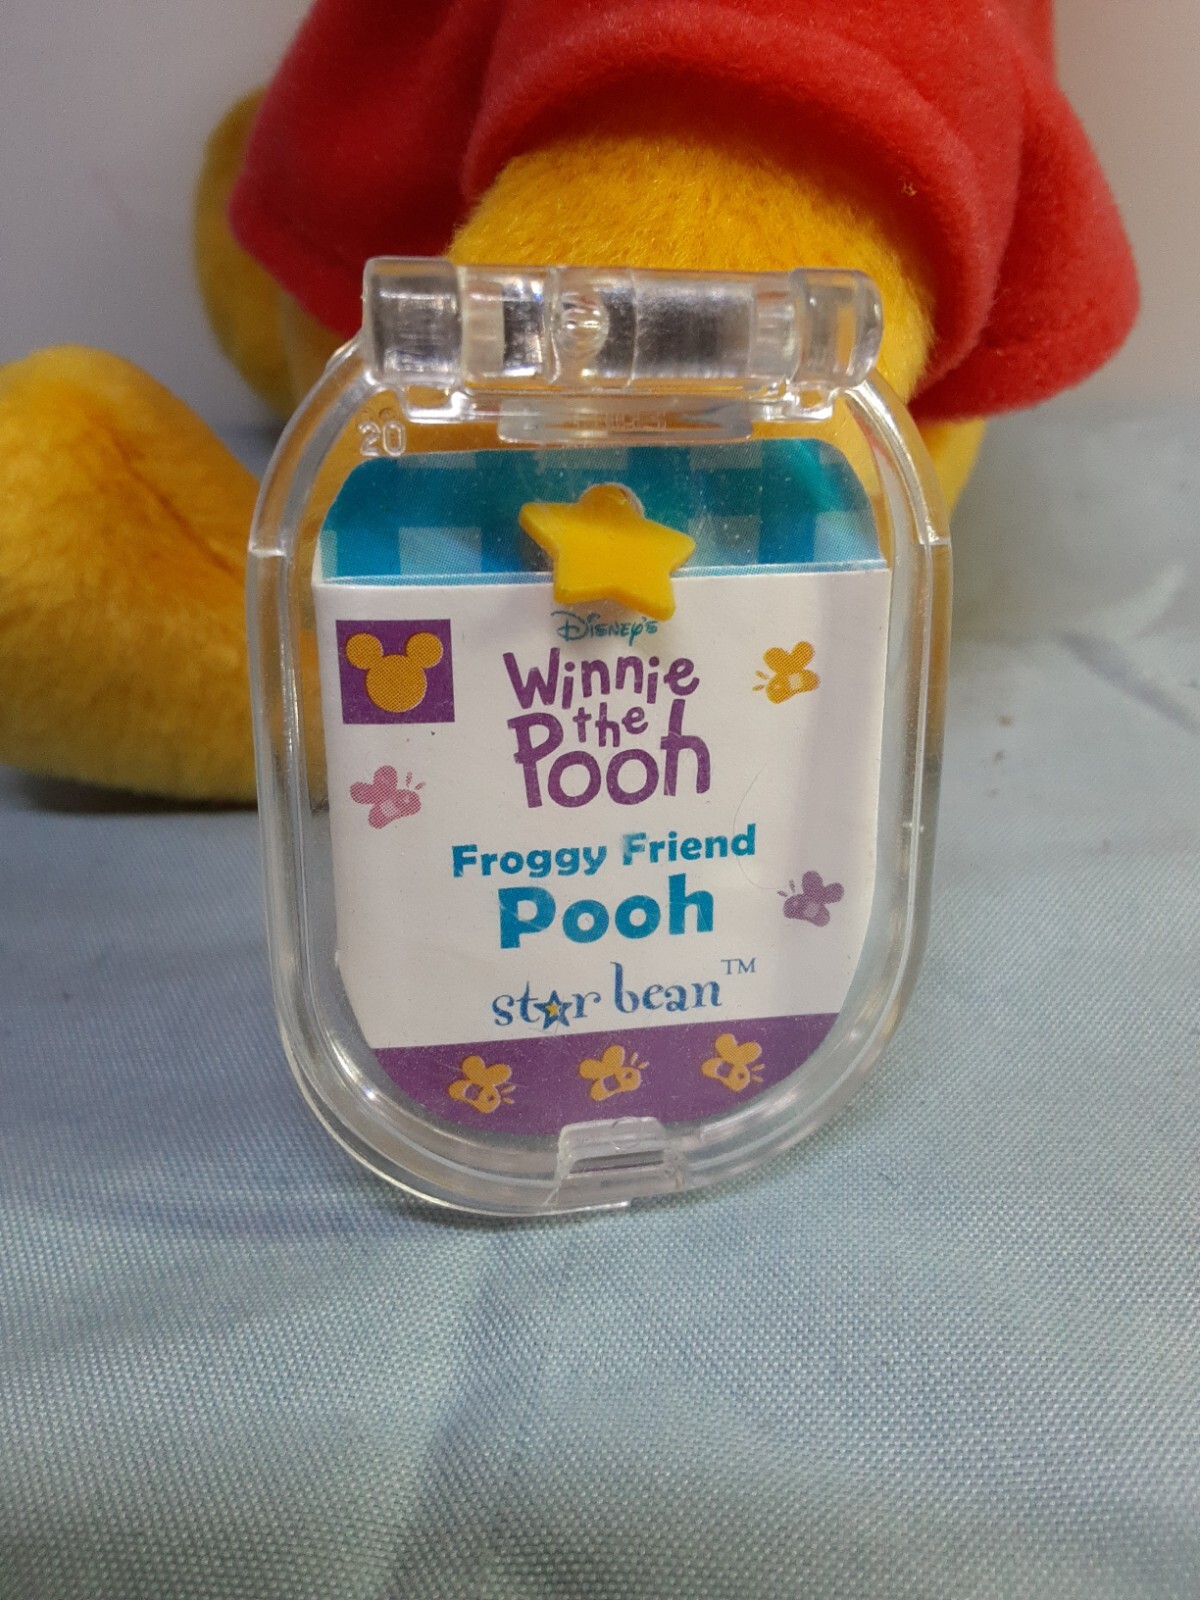 20
Disney's
Winnie
the
Pooh
Froggy Friend
Pooh
star bean™